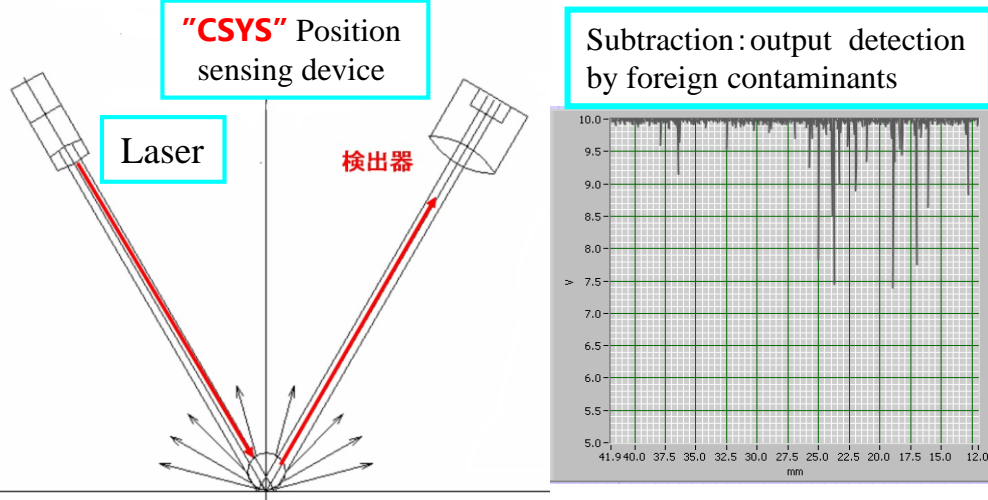 ”CSYS” Position
sensing device
Laser
検出器
Subtraction：output detection
by foreign contaminants
10.0
9.5
9.0
8.5
8.0
7.5
7.0
6.5
6.0
5.5
5.0
V
41.9 40.0 37.5 35.0 32.5 30.0 27.5 25.0 22.5 20.0 17.5 15.0 12.0
mm